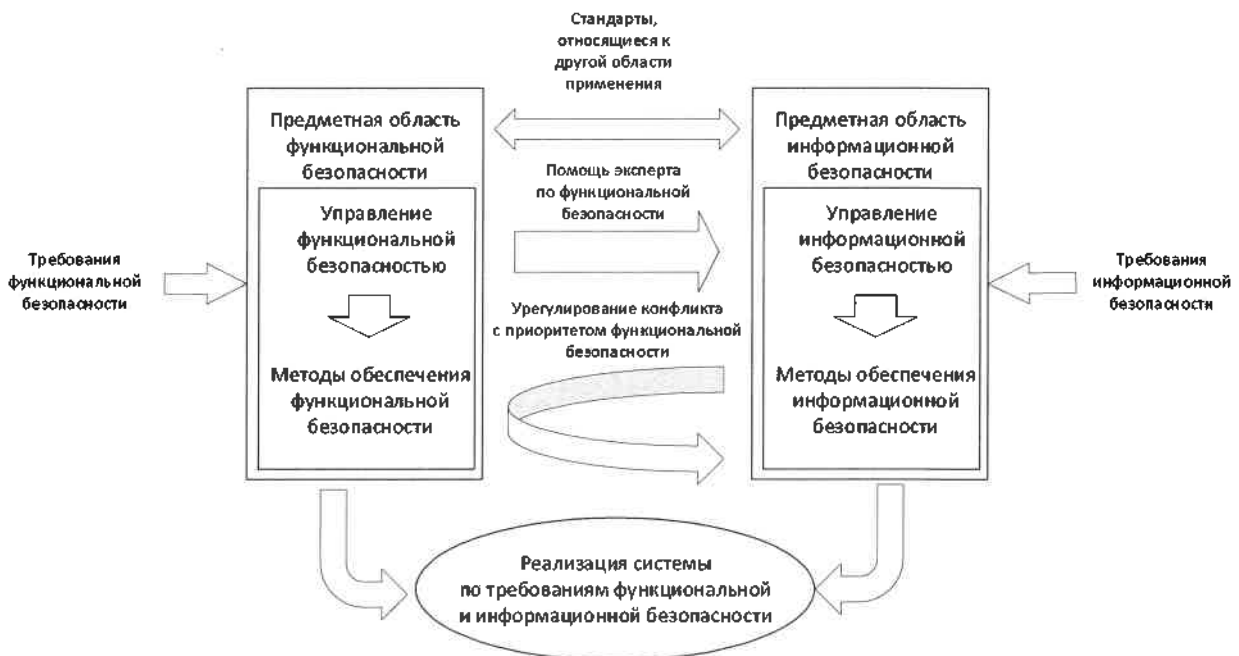 Стандарты,
относящиеся к
другой области
применения
Предметная область
функциональной
безопасности
Предметная область
информационной
безопасности
Помощь эксперта
по функциональной
безопасности
Управление
функциональной
безопасностью
Управление
информационной
безопасностью
Требования
функциональной
безопасности
Требования
информационной
безопасности
Урегулирование конфликта
с приоритетом функциональной
безопасности
Методы обеспечения
функциональной
безопасности
Методы обеспечения
информационной
безопасности
Реализация системы
по требованиям функциональной
и информационной безопасности